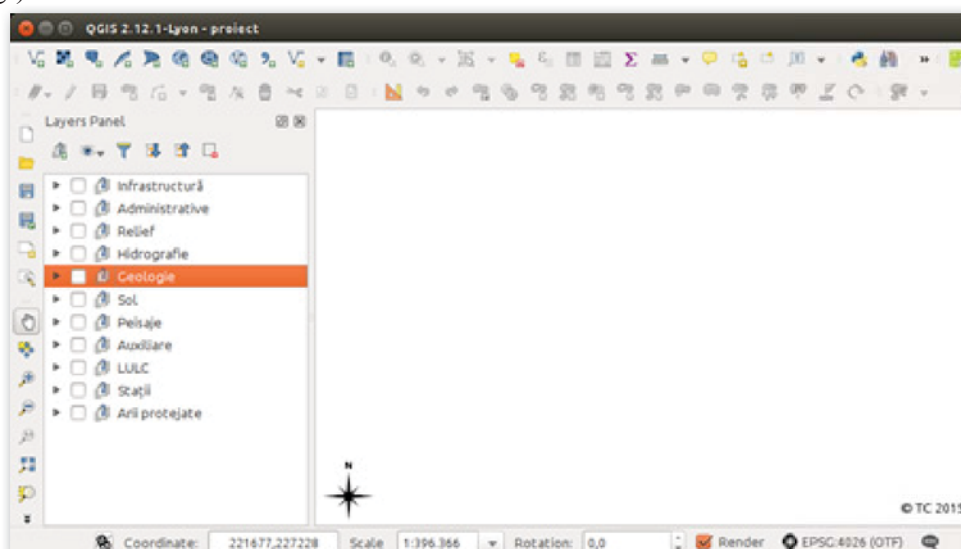 QGIS 2.12.1-Lyon - proiect
Layers Panel
Infrastructură
Administrative
Relief
Hidrografie
Geologie
Sol
Peisaje
Auxiliare
LULC
Stații
Arii protejate
N
© TC 2015
Coordinate: 221677,227228 Scale 1:396.366 Rotation: 0,0 Render EPSG:4026 (OTF)